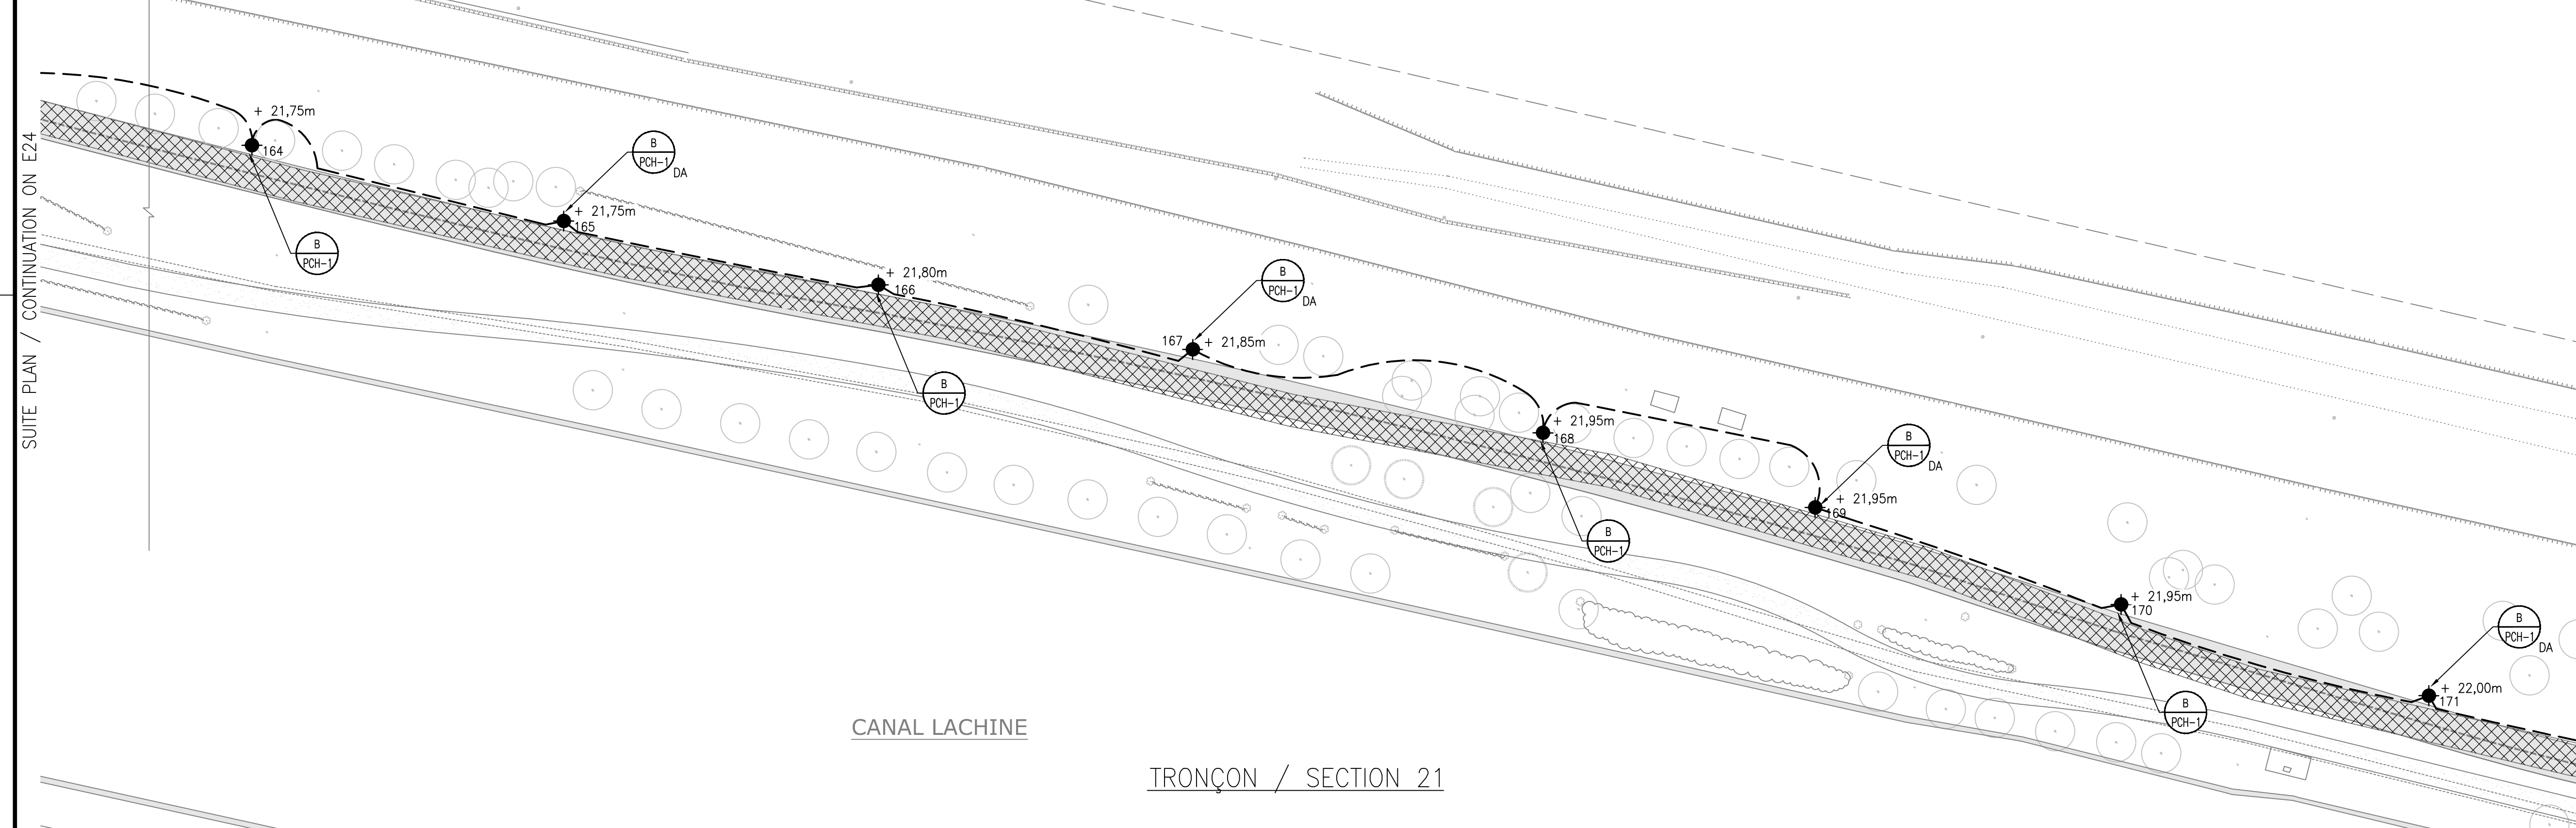 SUITE PLAN / CONTINUATION ON E24
+ 21,75m
164
B
PCH-1
B
PCH-1
DA
+ 21,75m
165
+ 21,80m
166
B
PCH-1
B
PCH-1
DA
167
+ 21,85m
+ 21,95m
168
B
PCH-1
B
PCH-1
DA
+ 21,95m
169
+ 21,95m
170
B
PCH-1
B
PCH-1
DA
+ 22,00m
171
CANAL LACHINE
TRONÇON / SECTION 21